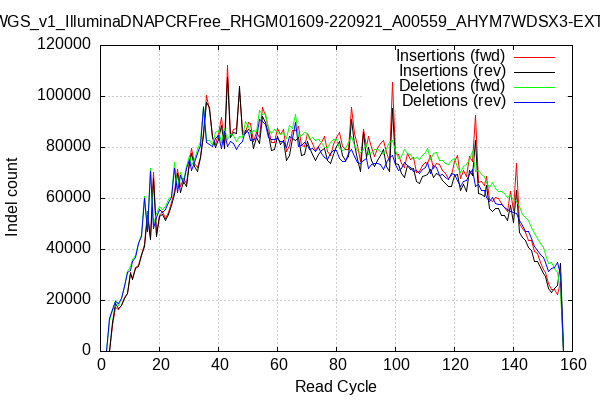 WGS_v1_IlluminaDNAPCRFree_RHGM01609-220921_A00559_AHYM7WDSX3-EXT
Insertions (fwd)
Insertions (rev)
Deletions (fwd)
Deletions (rev)
Indel count
120000
100000
80000
60000
40000
20000
0
0 20 40 60 80 100 120 140 160
Read Cycle